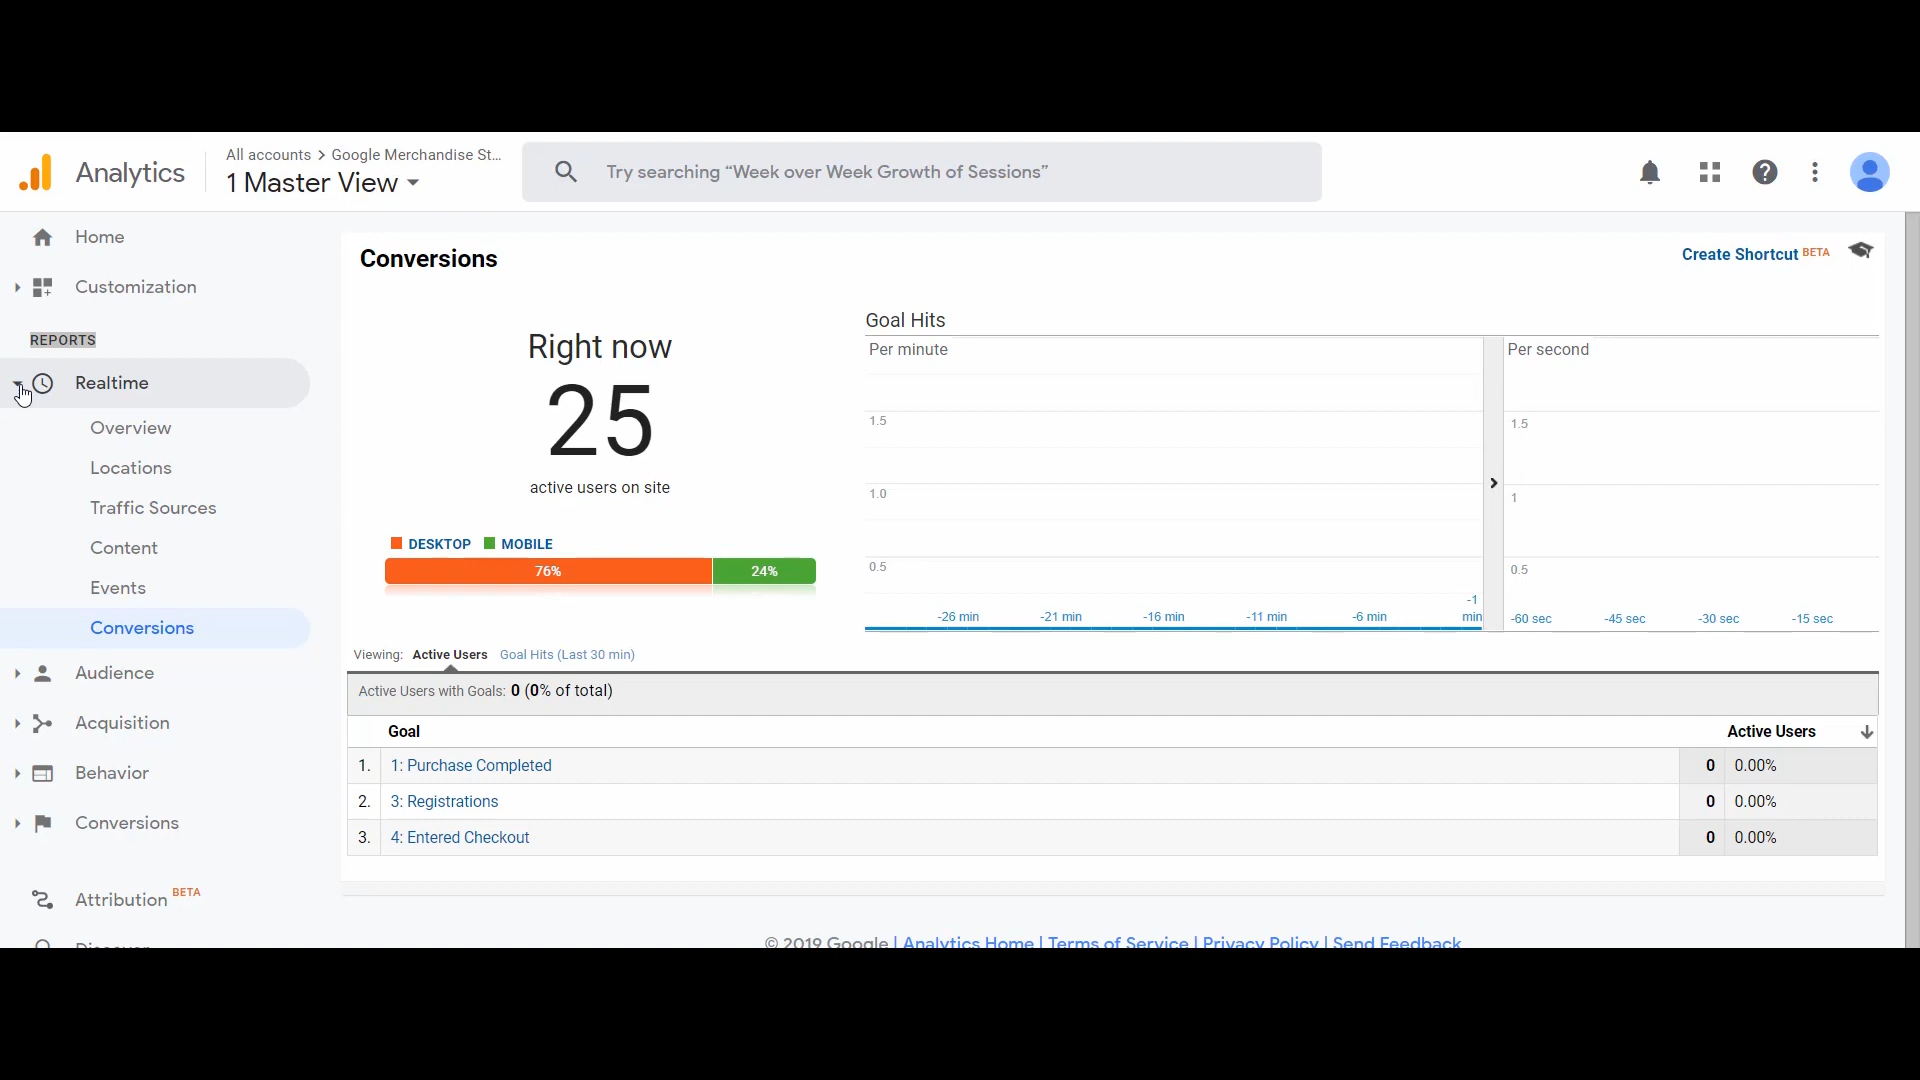 Analytics
All accounts > Google Merchandise St...
1 Master View
Try searching “Week over Week Growth of Sessions”
Home
Customization
REPORTS
Realtime
Overview
Locations
Traffic Sources
Content
Events
Conversions
Audience
Acquisition
Behavior
Conversions
Attribution BETA
Discover
Conversions
Create Shortcut BETA
Right now
25
active users on site
DESKTOP MOBILE
76% 24%
Goal Hits
Per minute
1.5
1.0
0.5
-26 min -21 min -16 min -11 min -6 min -1 min
Per second
1.5
1
0.5
-60 sec -45 sec -30 sec -15 sec
Viewing: Active Users Goal Hits (Last 30 min)
Active Users with Goals: 0 (0% of total)
Goal Active Users
1. 1: Purchase Completed 0 0.00%
2. 3: Registrations 0 0.00%
3. 4: Entered Checkout 0 0.00%
© 2019 Google | Analytics Home | Terms of Service | Privacy Policy | Send Feedback